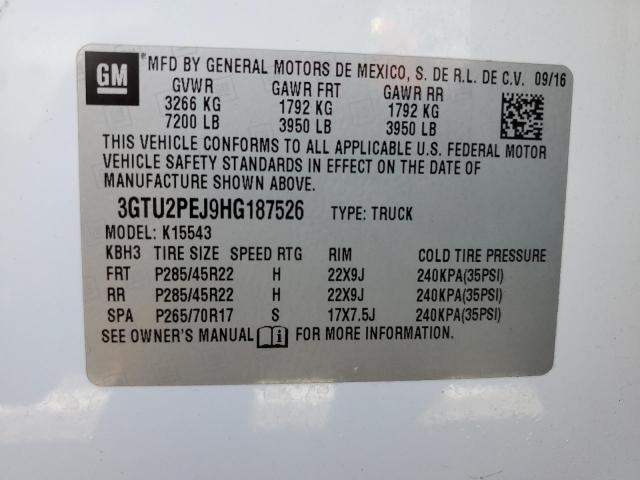 GM
MFD BY GENERAL MOTORS DE MEXICO, S. DE R.L. DE C.V. 09/16
GVWR GAWR FRT GAWR RR
3266 KG 1792 KG 1792 KG
7200 LB 3950 LB 3950 LB
THIS VEHICLE CONFORMS TO ALL APPLICABLE U.S. FEDERAL MOTOR
VEHICLE SAFETY STANDARDS IN EFFECT ON THE DATE OF
MANUFACTURE SHOWN ABOVE.
3GTU2PEJ9HG187526 TYPE: TRUCK
MODEL: K15543
KBH3 TIRE SIZE SPEED RTG RIM COLD TIRE PRESSURE
FRT P285/45R22 H 22X9J 240KPA(35PSI)
RR P285/45R22 H 22X9J 240KPA(35PSI)
SPA P265/70R17 S 17X7.5J 240KPA(35PSI)
SEE OWNER'S MANUAL FOR MORE INFORMATION.